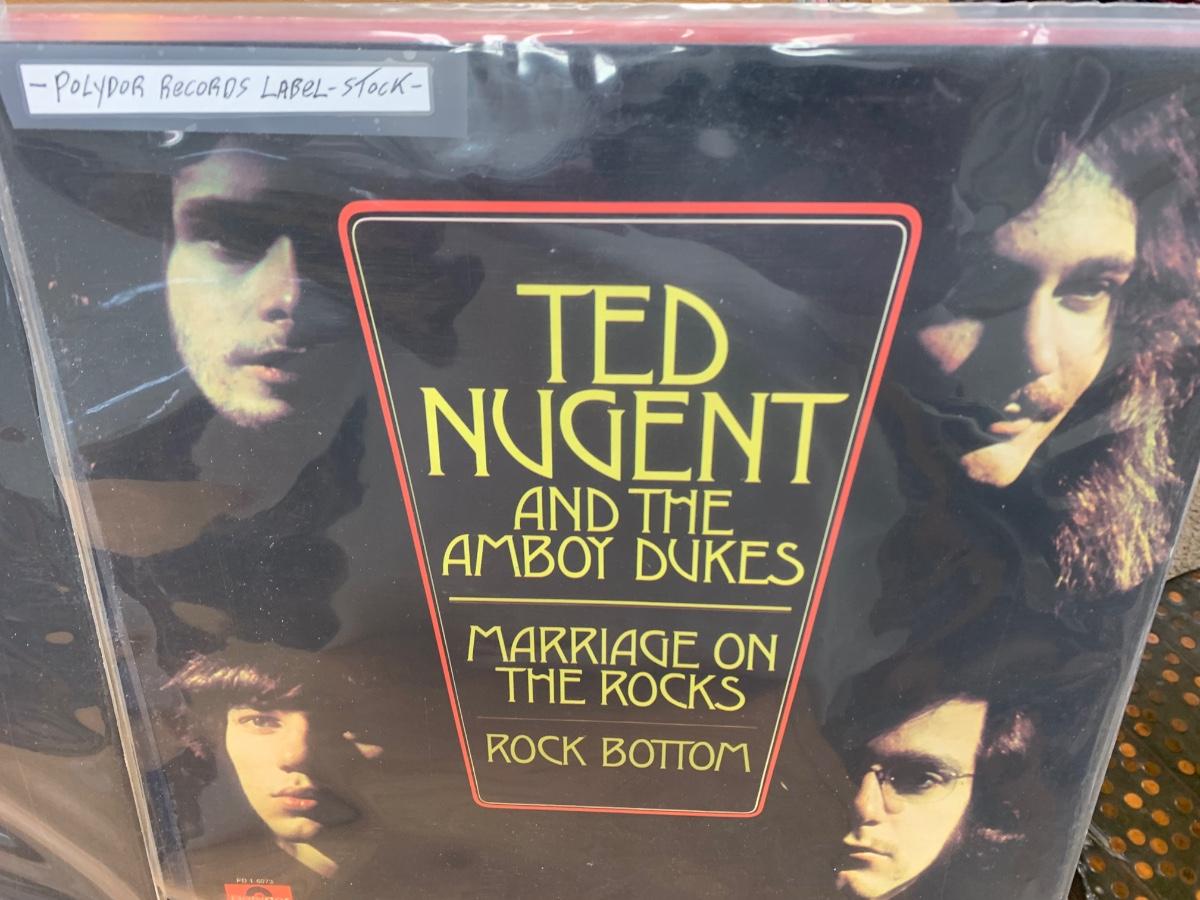 - POLYDOR RECORDS LABEL-STOCK-
TED
NUGENT
AND THE
AMBOY DUKES
MARRIAGE ON
THE ROCKS
ROCK BOTTOM